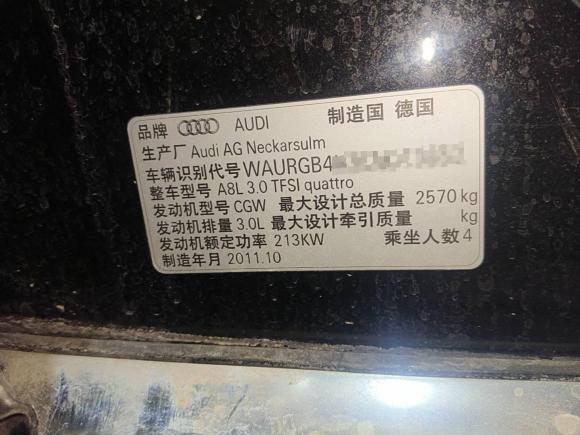 品牌 AUDI 制造国 德国
生产厂 Audi AG Neckarsulm
车辆识别代号 WAURGB4
整车型号 A8L 3.0 TFSI quattro
发动机型号 CGW 最大设计总质量 2570 kg
发动机排量 3.0L 最大设计牵引质量 kg
发动机额定功率 213KW 乘坐人数 4
制造年月 2011.10